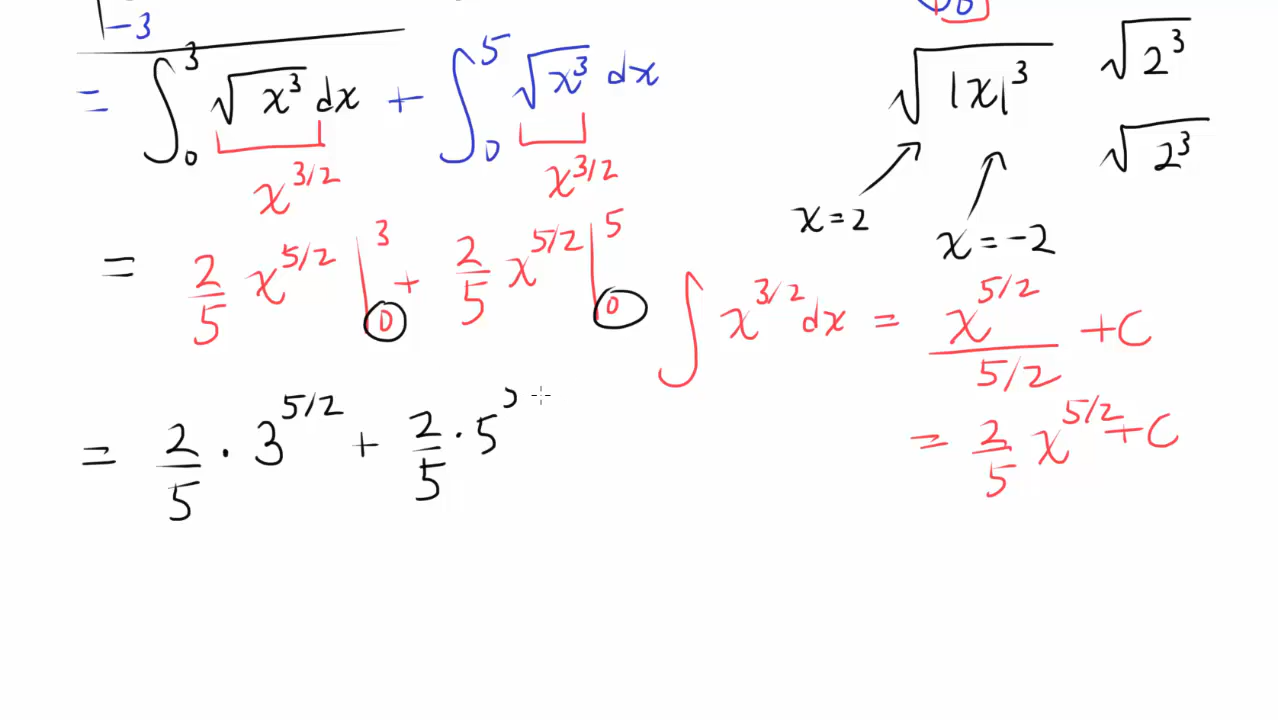 -3
= ∫₀³ √x³ dx + ∫₀⁵ √x³ dx
x^{3/2} x^{3/2}
= 2/5 x^{5/2} |₀³ + 2/5 x^{5/2} |₀⁵
= 2/5 · 3^{5/2} + 2/5 · 5
√|x|³ √2³
√2³
x = 2
x = -2
∫ x^{3/2} dx = x^{5/2}/(5/2) + C
= 2/5 x^{5/2} + C